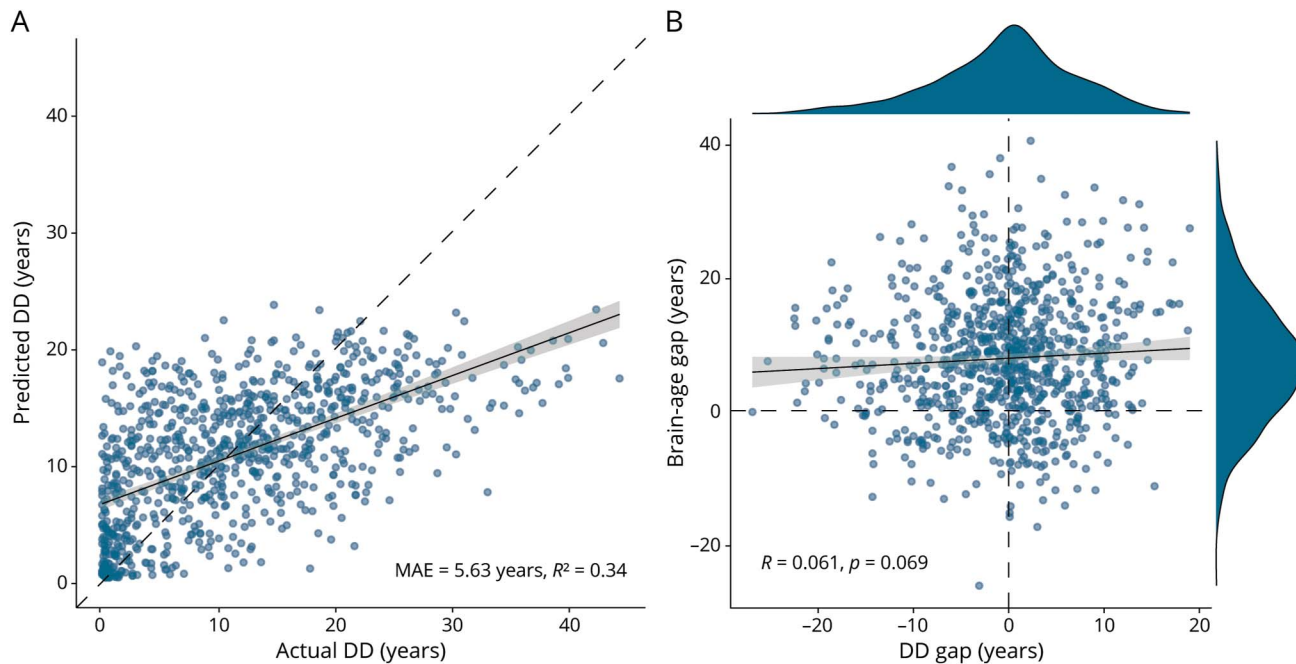 A
40
30
20
10
0
0
10
20
30
40
Predicted DD (years)
Actual DD (years)
MAE = 5.63 years, R² = 0.34
B
40
20
0
−20
−20
−10
0
10
20
Brain-age gap (years)
DD gap (years)
R = 0.061, p = 0.069